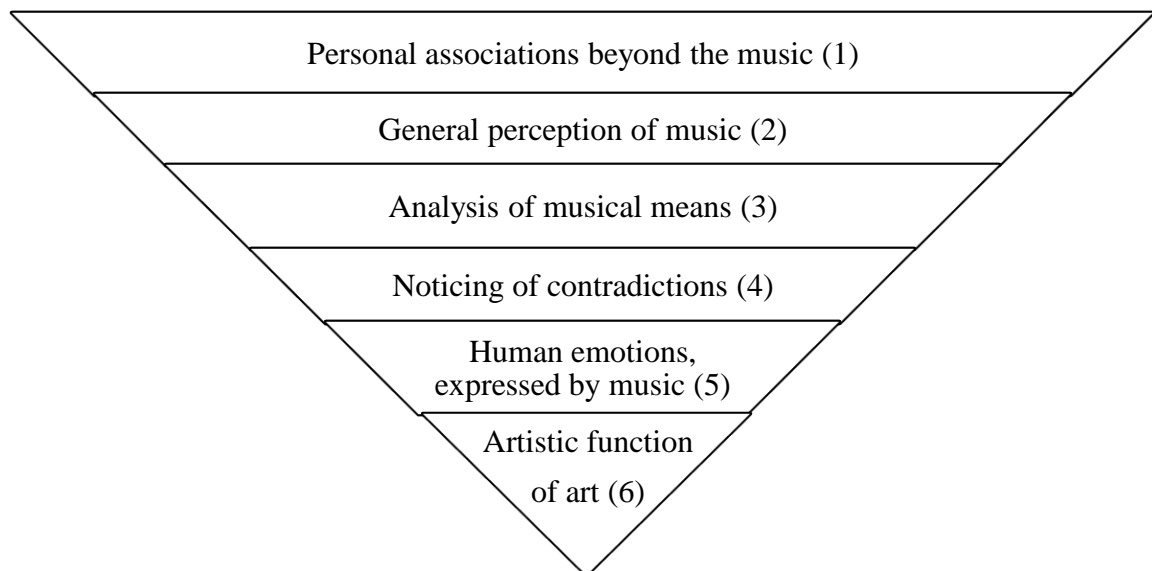 Personal associations beyond the music (1)
General perception of music (2)
Analysis of musical means (3)
Noticing of contradictions (4)
Human emotions,
expressed by music (5)
Artistic function
of art (6)